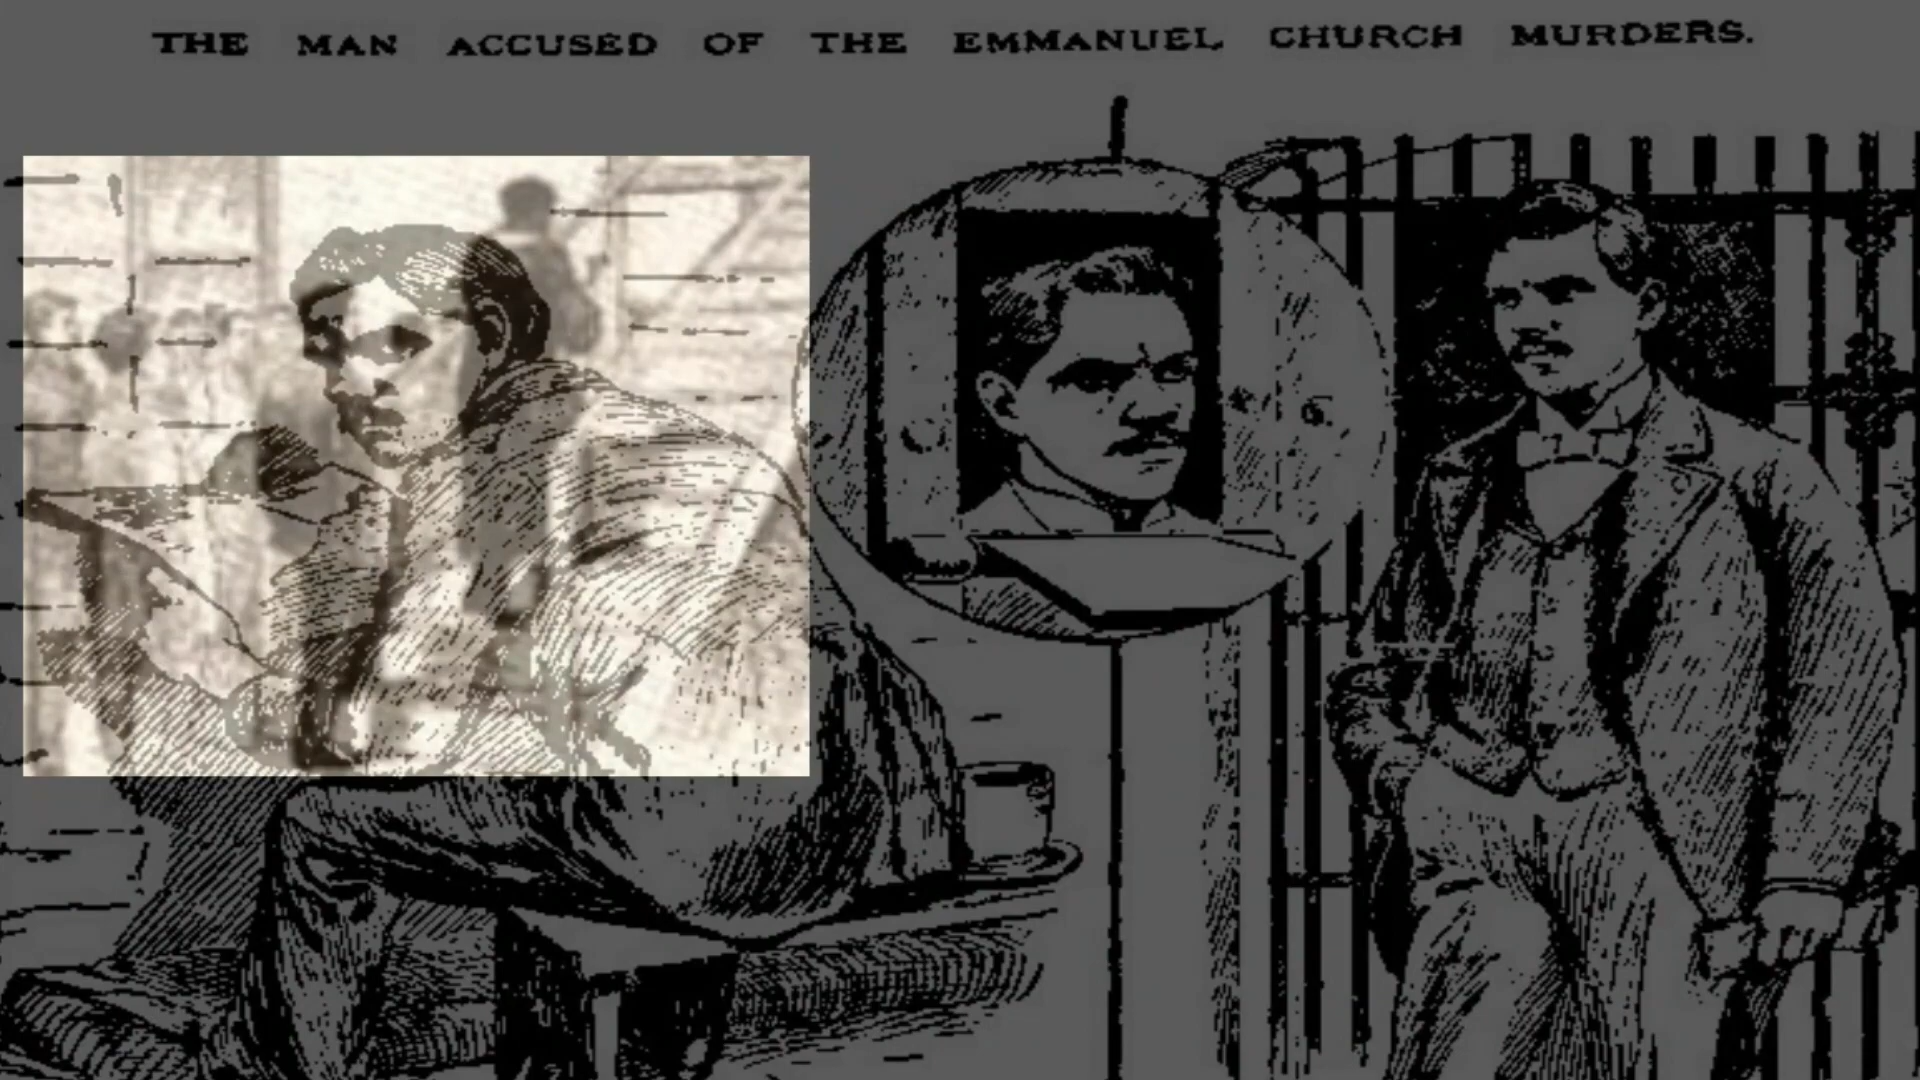 THE MAN ACCUSED OF THE EMMANUEL CHURCH MURDERS.